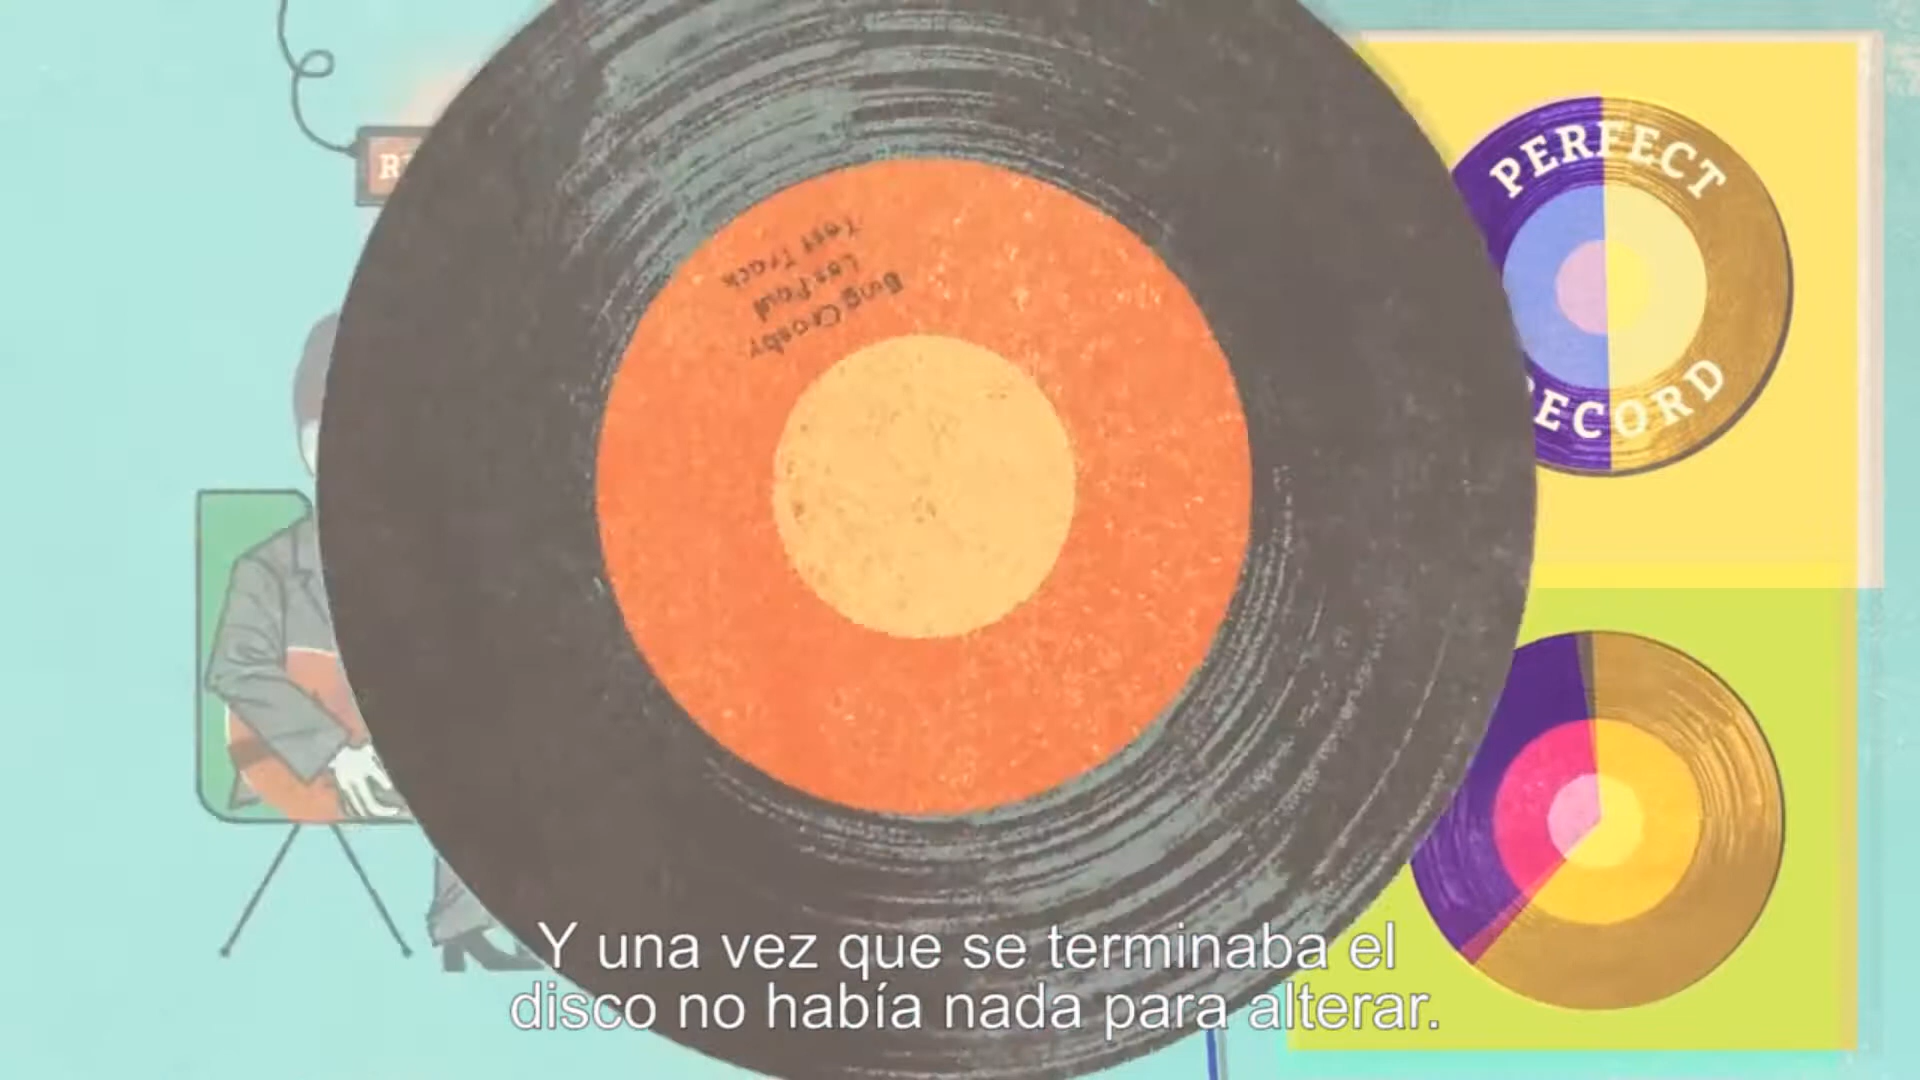 PERFECT
RECORD
Bing Crosby
Les Paul
Test Track
Y una vez que se terminaba el
disco no había nada para alterar.